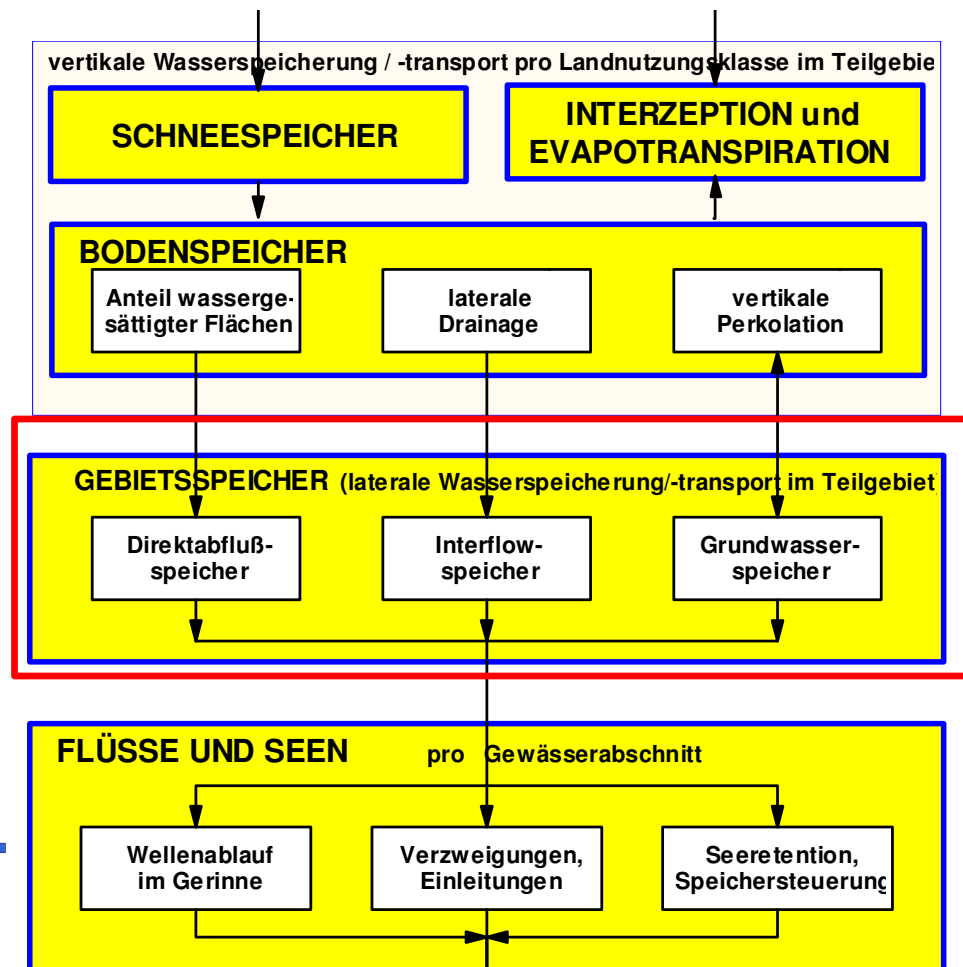 vertikale Wasserspeicherung / -transport pro Landnutzungsklasse im Teilgebie
SCHNEESPEICHER
INTERZEPTION und
EVAPOTRANSPIRATION
BODENSPEICHER
Anteil wasserge-
sättigter Flächen
laterale
Drainage
vertikale
Perkolation
GEBIETSSPEICHER (laterale Wasserspeicherung/-transport im Teilgebiet)
Direktabfluß-
speicher
Interflow-
speicher
Grundwasser-
speicher
FLÜSSE UND SEEN pro Gewässerabschnitt
Wellenablauf
im Gerinne
Verzweigungen,
Einleitungen
Seeretention,
Speichersteuerung